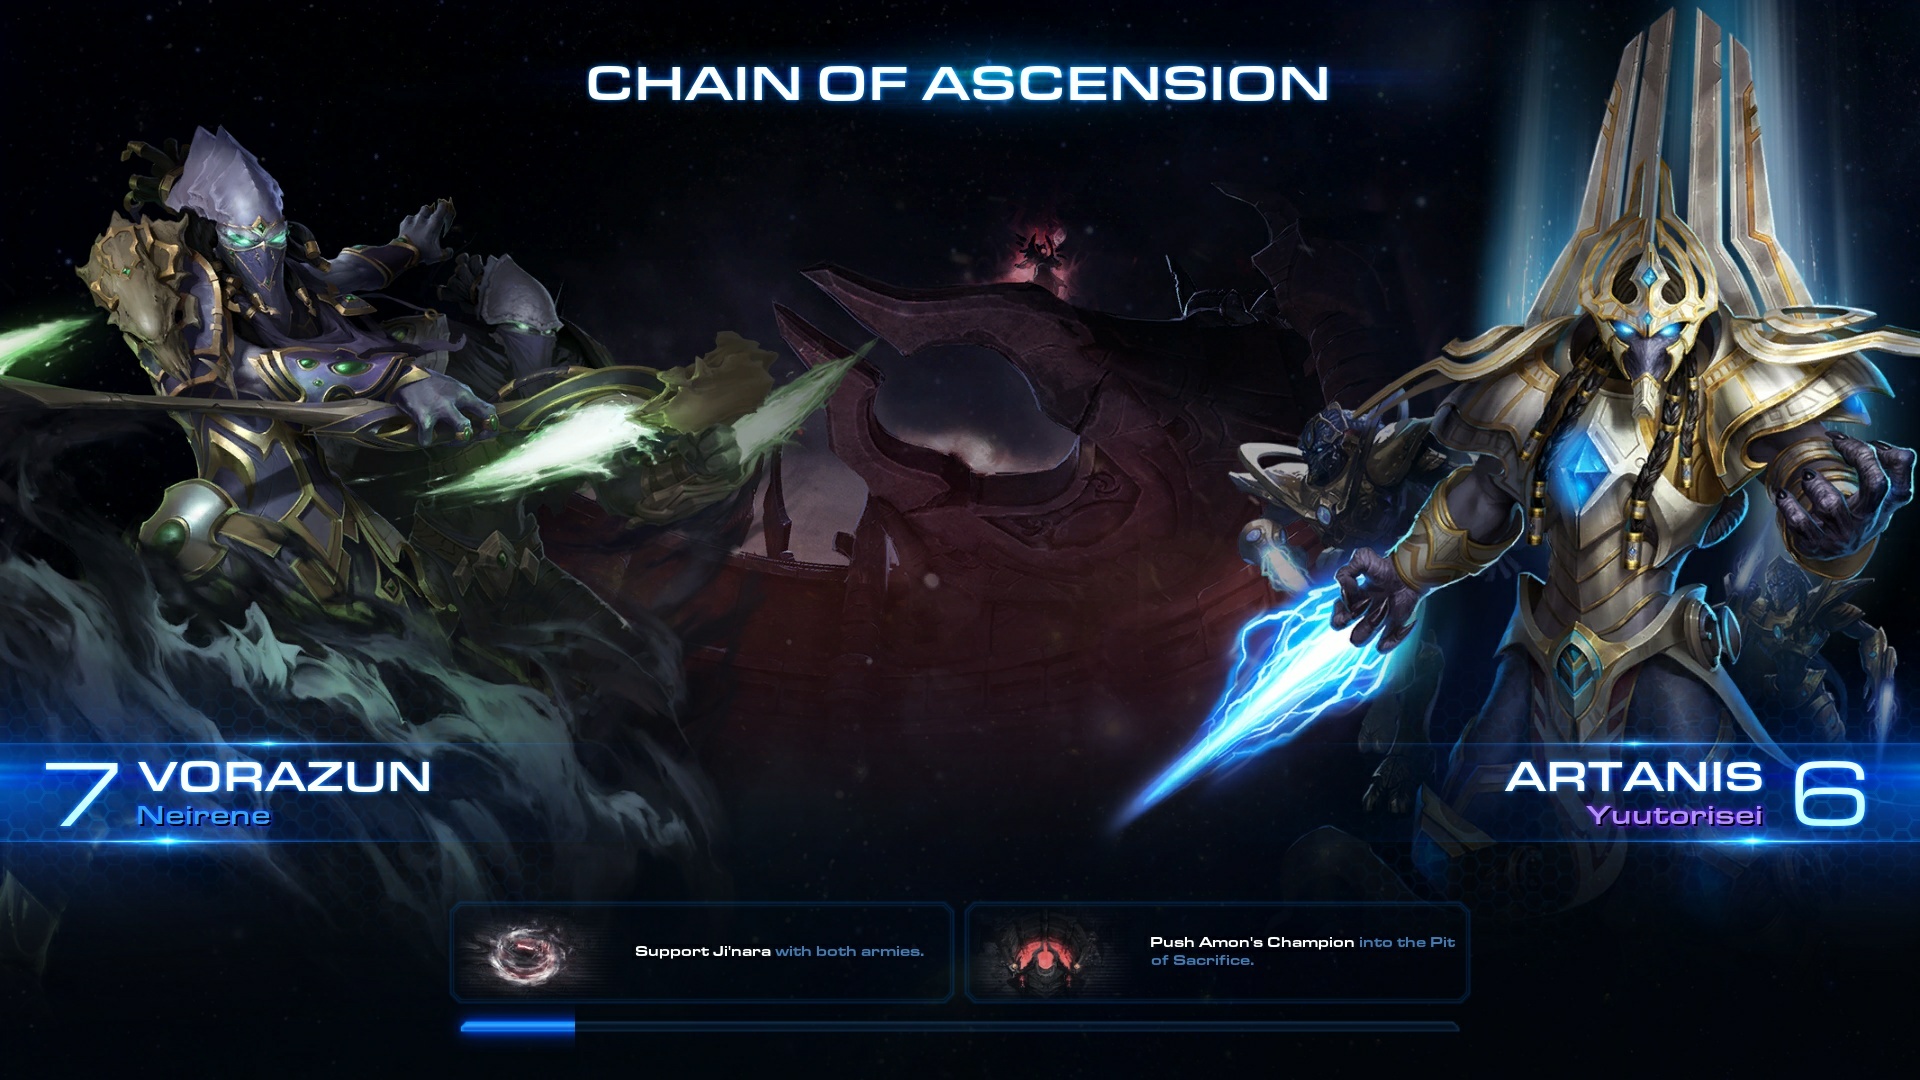 CHAIN OF ASCENSION
7
VORAZUN
Neirene
ARTANIS
Yuutorisei
6
Support Ji'nara with both armies.
Push Amon's Champion into the Pit
of Sacrifice.